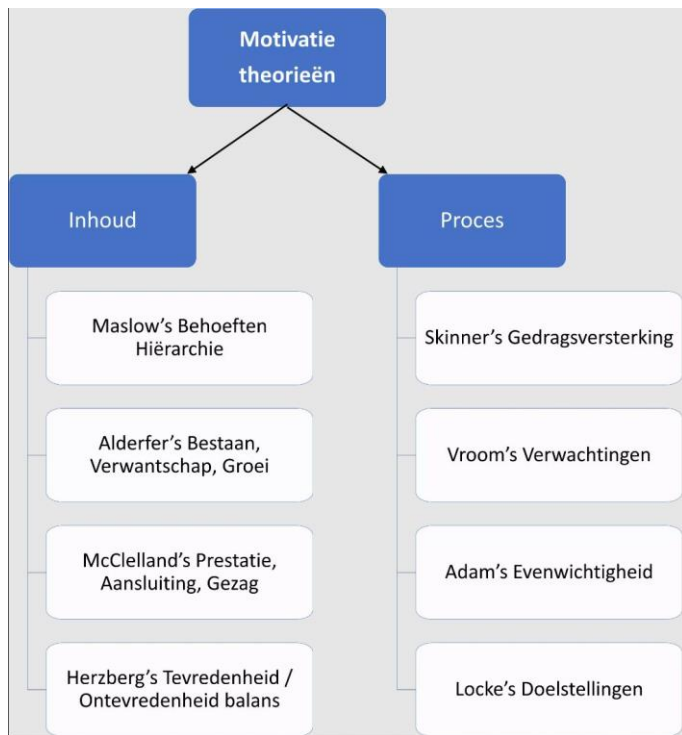 Motivatie
theorieën
Inhoud
Proces
Maslow's Behoeften
Hiërarchie
Alderfer's Bestaan,
Verwantschap, Groei
McClelland's Prestatie,
Aansluiting, Gezag
Herzberg's Tevredenheid /
Ontevredenheid balans
Skinner's Gedragsversterking
Vroom's Verwachtingen
Adam's Evenwichtigheid
Locke's Doelstellingen